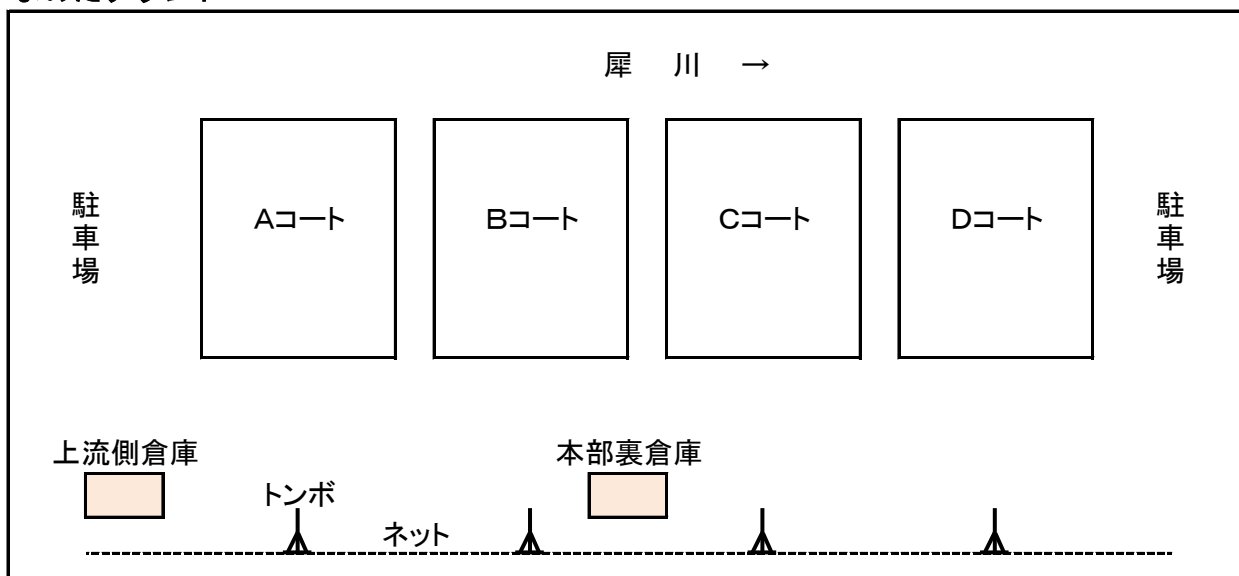 犀 川 →
Aコート
Bコート
Cコート
Dコート
駐車場
駐車場
上流側倉庫
本部裏倉庫
トンボ
ネット